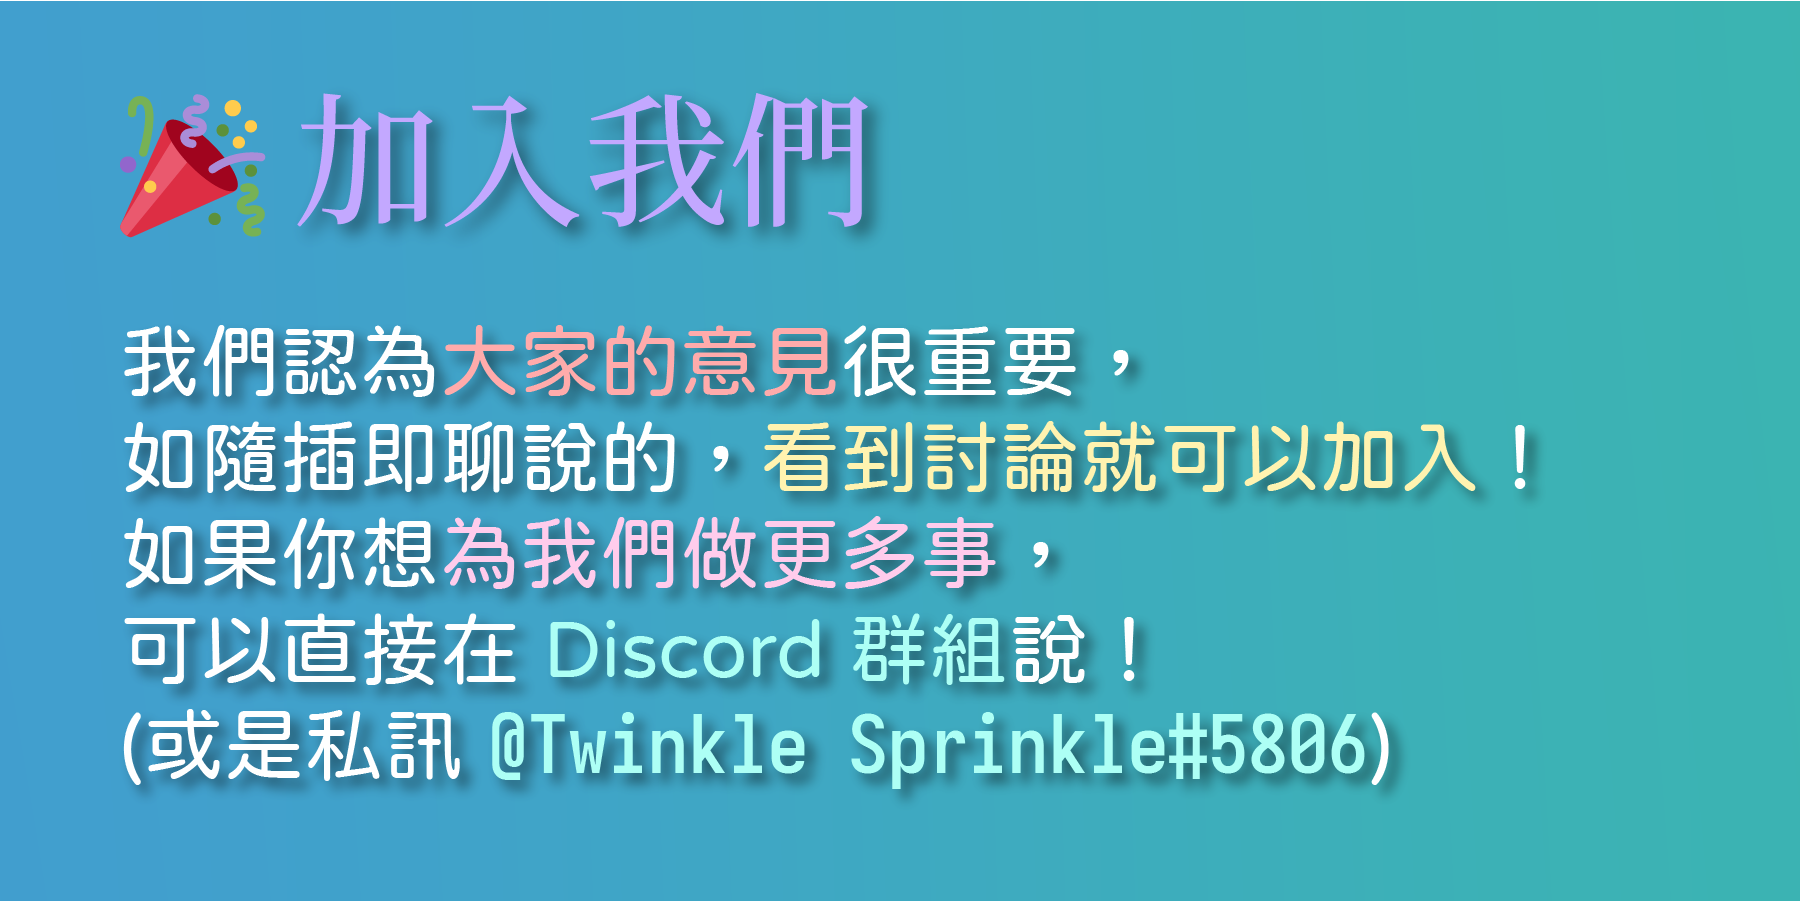 加入我們
我們認為大家的意見很重要，
如隨插即聊說的，看到討論就可以加入！
如果你想為我們做更多事，
可以直接在 Discord 群組說！
(或是私訊 @Twinkle Sprinkle#5806)